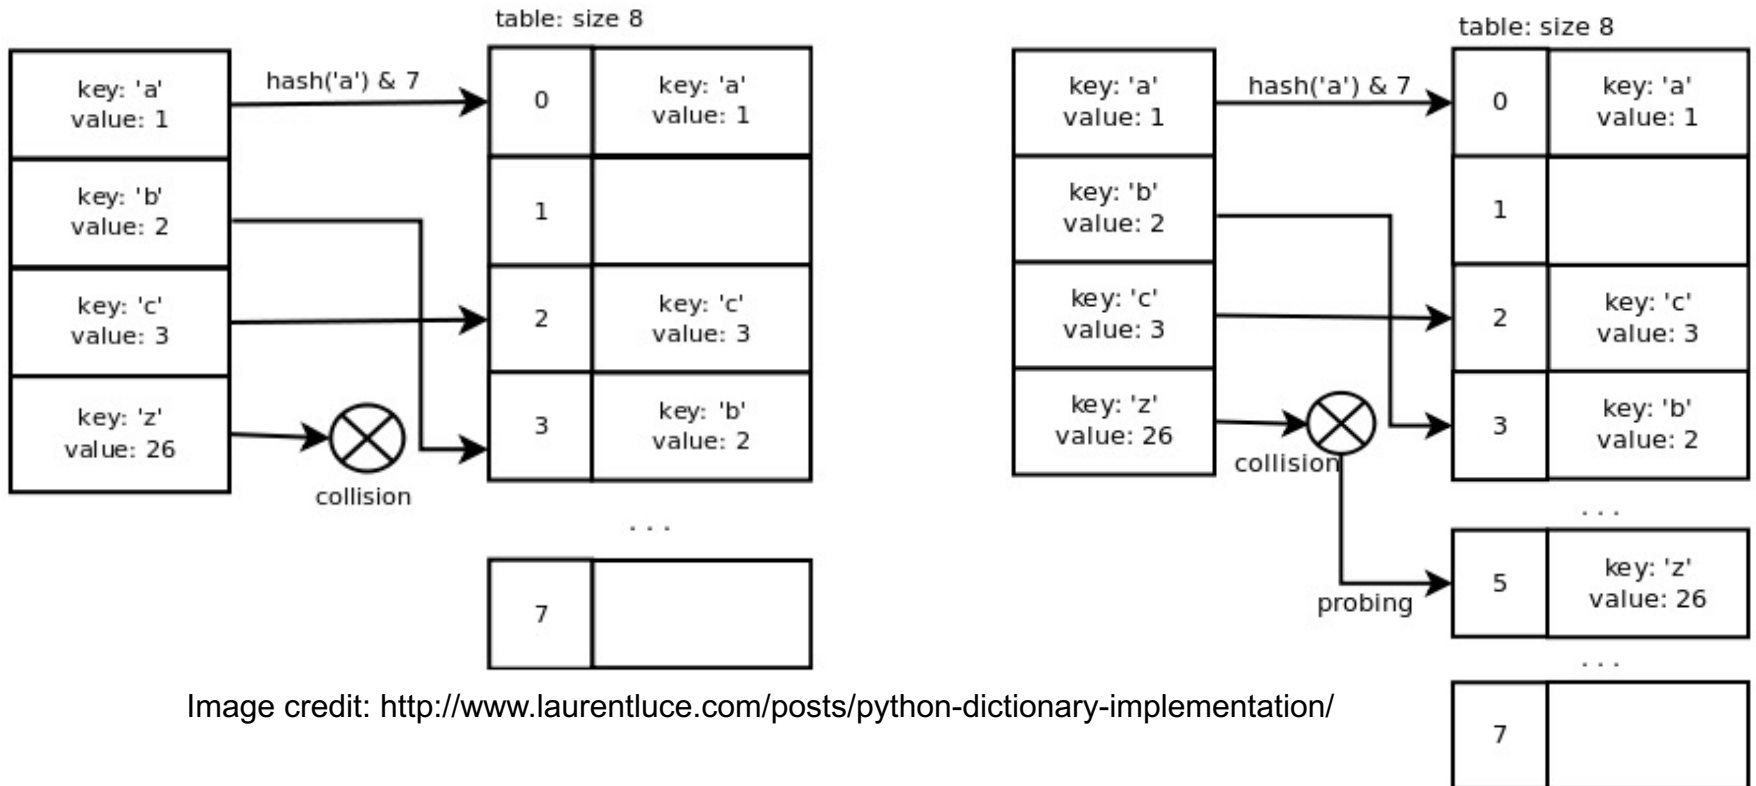 table: size 8
key: 'a'
value: 1
key: 'b'
value: 2
key: 'c'
value: 3
key: 'z'
value: 26
hash('a') & 7
collision
0
key: 'a'
value: 1
1
2
key: 'c'
value: 3
3
key: 'b'
value: 2
. . .
7
table: size 8
key: 'a'
value: 1
key: 'b'
value: 2
key: 'c'
value: 3
key: 'z'
value: 26
hash('a') & 7
collision
probing
0
key: 'a'
value: 1
1
2
key: 'c'
value: 3
3
key: 'b'
value: 2
. . .
5
key: 'z'
value: 26
. . .
7
Image credit: http://www.laurentluce.com/posts/python-dictionary-implementation/